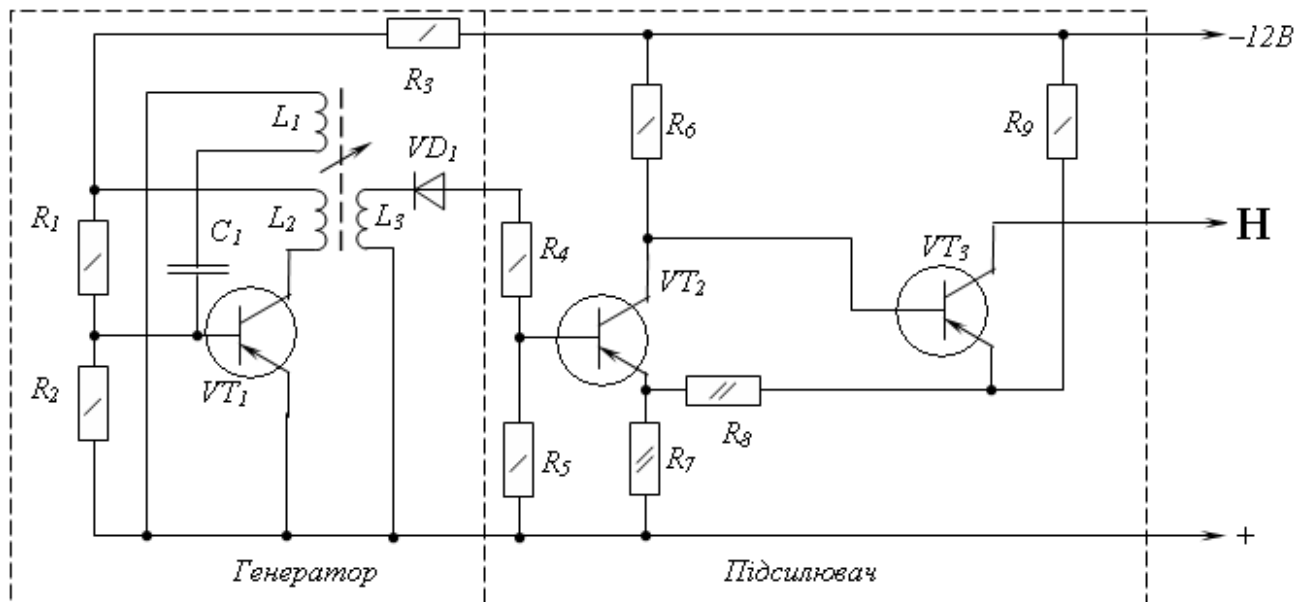 R3
–12В
L1
R6
R9
VD1
R1
C1
L2
L3
R4
H
VT3
VT2
R2
VT1
R8
R5
R7
+
Генератор
Підсилювач